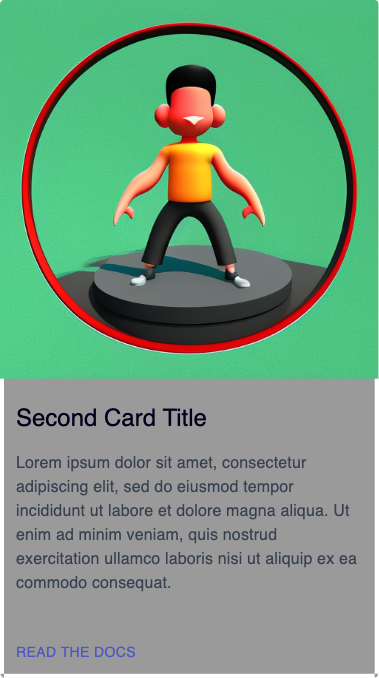 Second Card Title
Lorem ipsum dolor sit amet, consectetur
adipiscing elit, sed do eiusmod tempor
incididunt ut labore et dolore magna aliqua. Ut
enim ad minim veniam, quis nostrud
exercitation ullamco laboris nisi ut aliquip ex ea
commodo consequat.
READ THE DOCS